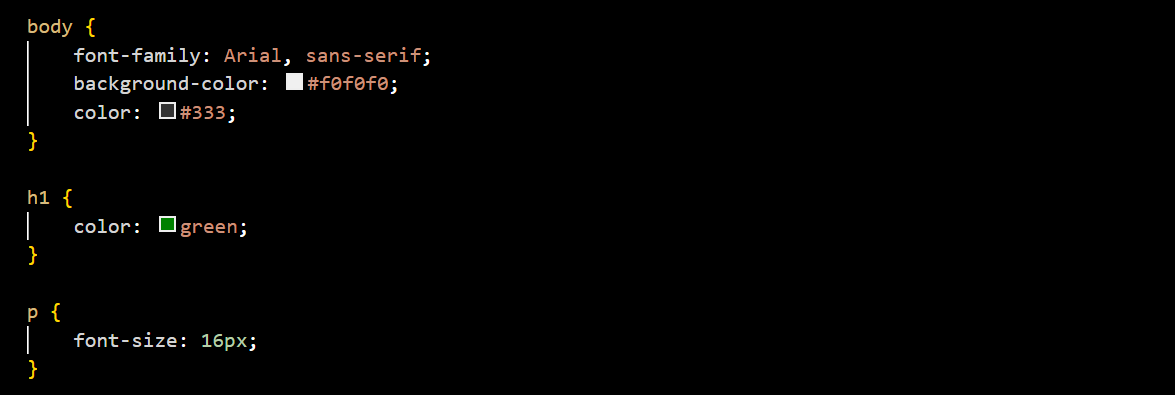 body {
    font-family: Arial, sans-serif;
    background-color: #f0f0f0;
    color: #333;
}

h1 {
    color: green;
}

p {
    font-size: 16px;
}